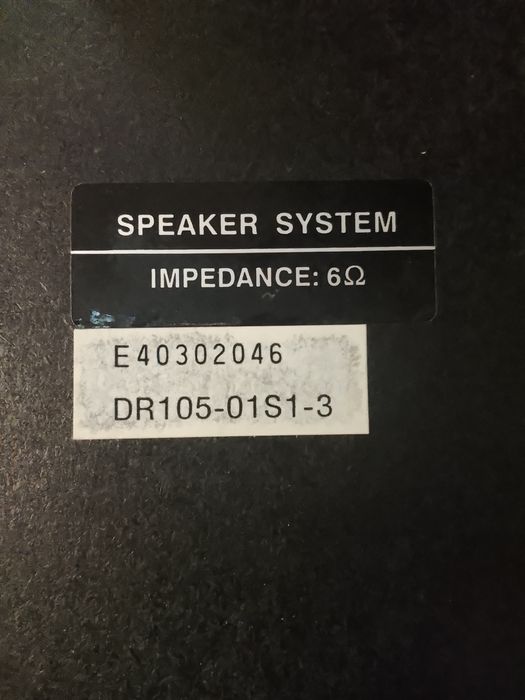 SPEAKER SYSTEM
IMPEDANCE: 6Ω
E40302046
DR105-01S1-3